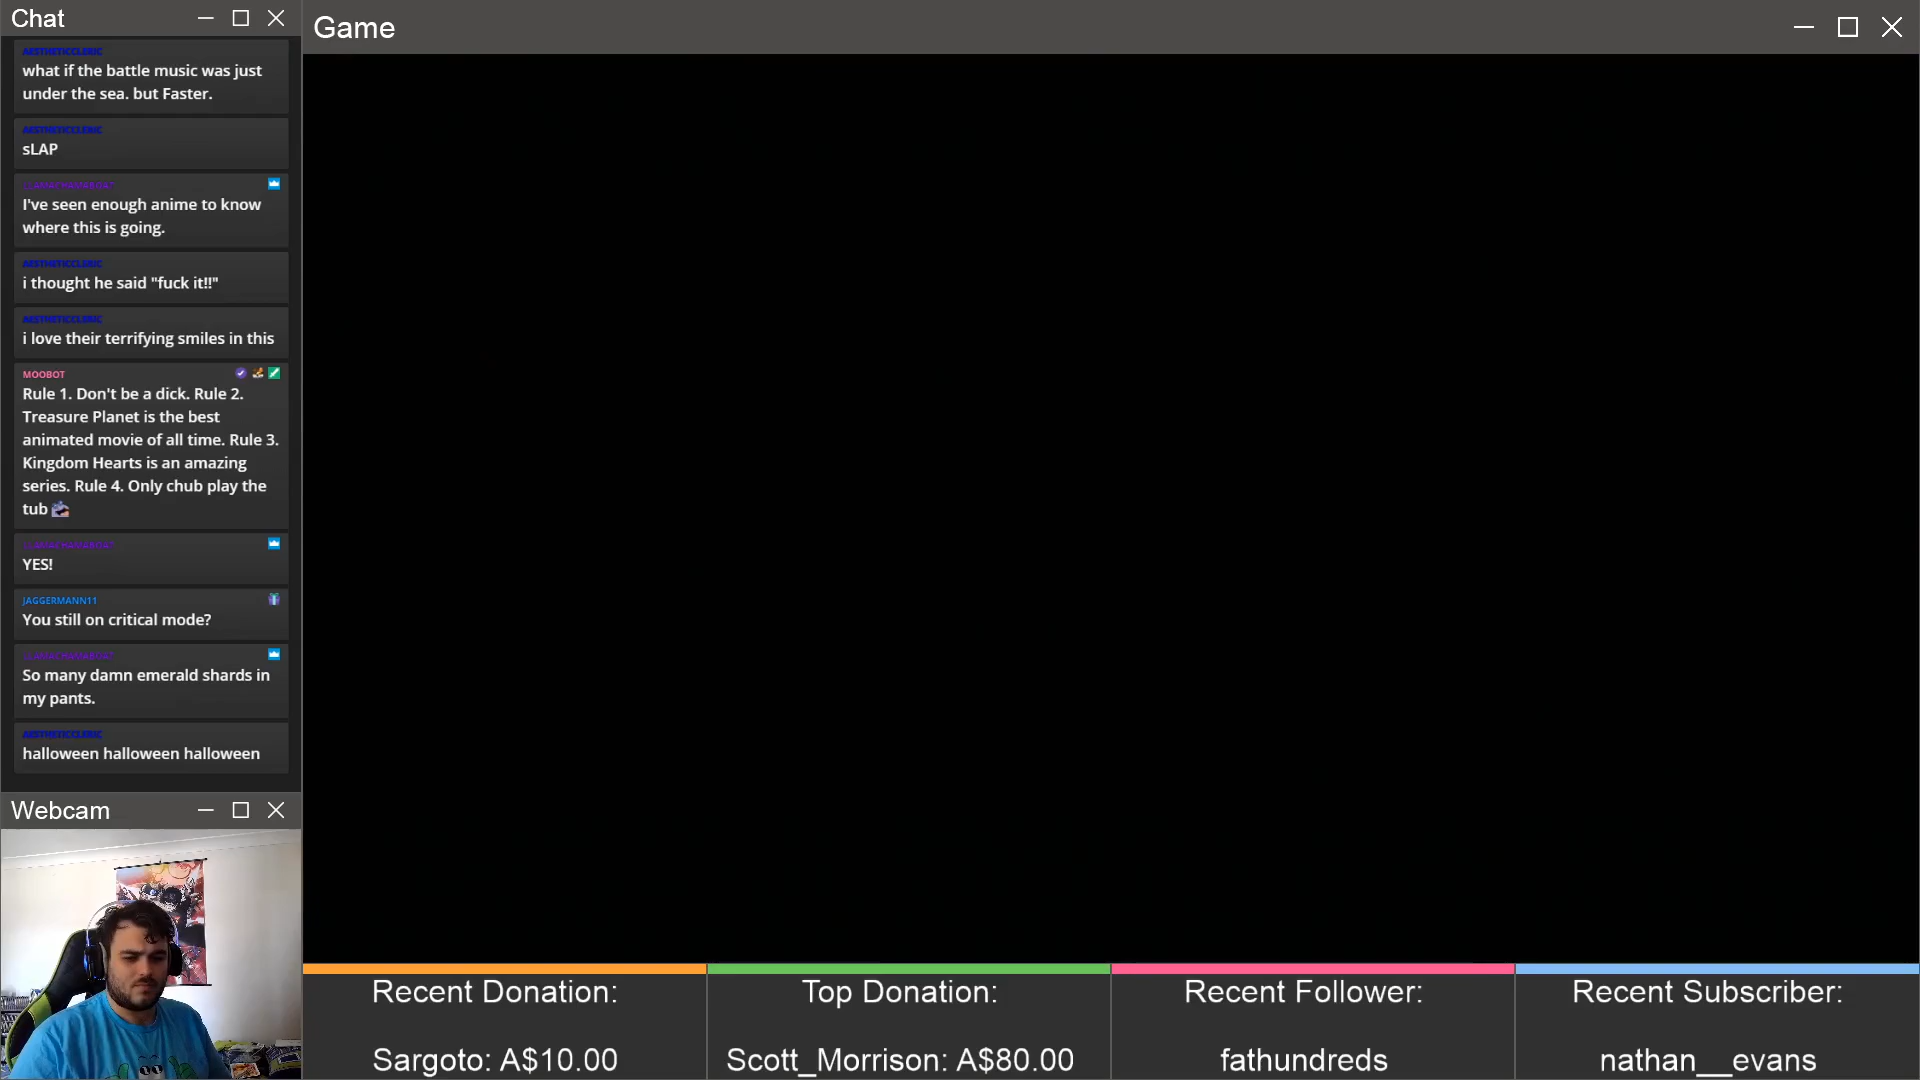 Chat
AESTHETICCLERIC
what if the battle music was just
under the sea. but Faster.
AESTHETICCLERIC
sLAP
I've seen enough anime to know
where this is going.
AESTHETICCLERIC
i thought he said "fuck it!!"
AESTHETICCLERIC
i love their terrifying smiles in this
MOOBOT
Rule 1. Don't be a dick. Rule 2.
Treasure Planet is the best
animated movie of all time. Rule 3.
Kingdom Hearts is an amazing
series. Rule 4. Only chub play the
tub
YES!
JAGGERMANN11
You still on critical mode?
So many damn emerald shards in
my pants.
AESTHETICCLERIC
halloween halloween halloween
Webcam
Game
Recent Donation:
Sargoto: A$10.00
Top Donation:
Scott_Morrison: A$80.00
Recent Follower:
fathundreds
Recent Subscriber:
nathan__evans